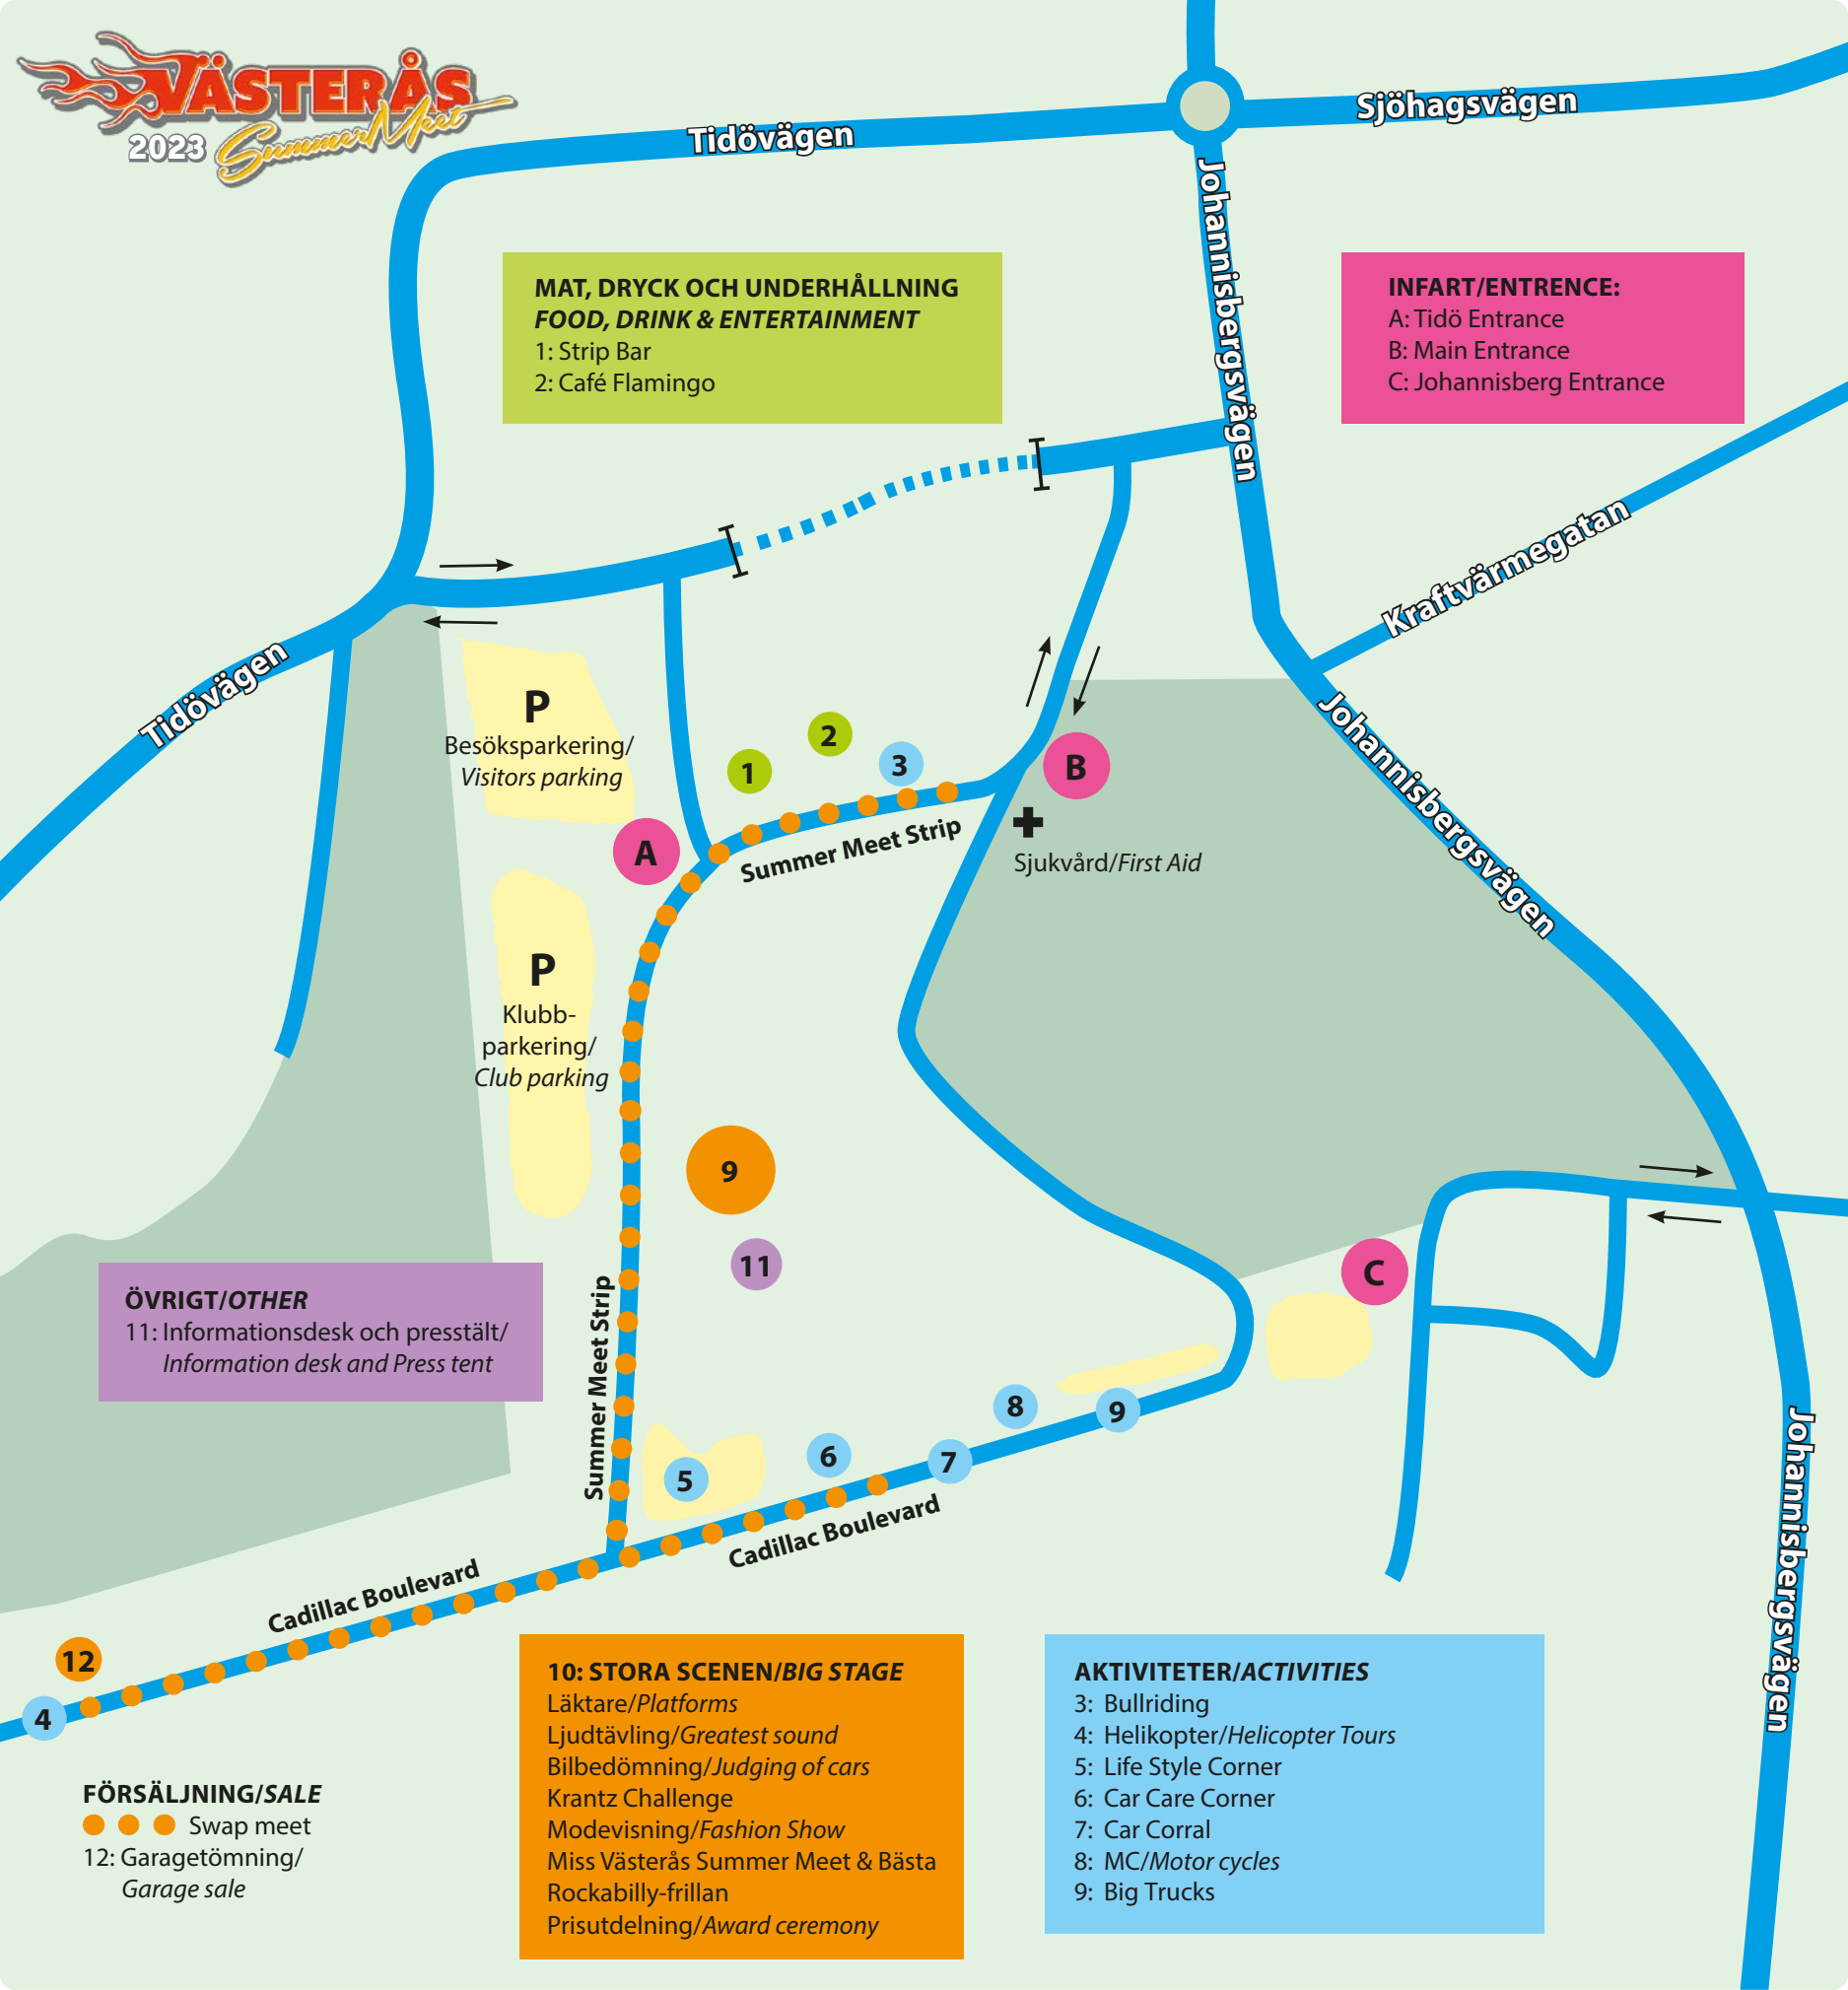 VÄSTERÅS
2023 Summer Meet
Tidövägen
Sjöhagsvägen
Johannisbergsvägen
MAT, DRYCK OCH UNDERHÅLLNING
FOOD, DRINK & ENTERTAINMENT
1: Strip Bar
2: Café Flamingo
INFART/ENTRENCE:
A: Tidö Entrance
B: Main Entrance
C: Johannisberg Entrance
Kraftvärmegatan
Tidövägen
P
Besöksparkering/
Visitors parking
1
2
3
B
A
Summer Meet Strip
Sjukvård/First Aid
Johannisbergsvägen
P
Klubb-
parkering/
Club parking
9
11
C
ÖVRIGT/OTHER
11: Informationsdesk och presstält/
Information desk and Press tent
Summer Meet Strip
5
6
7
8
9
Cadillac Boulevard
Cadillac Boulevard
Johannisbergsvägen
12
4
FÖRSÄLJNING/SALE
Swap meet
12: Garagetömning/
Garage sale
10: STORA SCENEN/BIG STAGE
Läktare/Platforms
Ljudtävling/Greatest sound
Bilbedömning/Judging of cars
Krantz Challenge
Modevisning/Fashion Show
Miss Västerås Summer Meet & Bästa
Rockabilly-frillan
Prisutdelning/Award ceremony
AKTIVITETER/ACTIVITIES
3: Bullriding
4: Helikopter/Helicopter Tours
5: Life Style Corner
6: Car Care Corner
7: Car Corral
8: MC/Motor cycles
9: Big Trucks